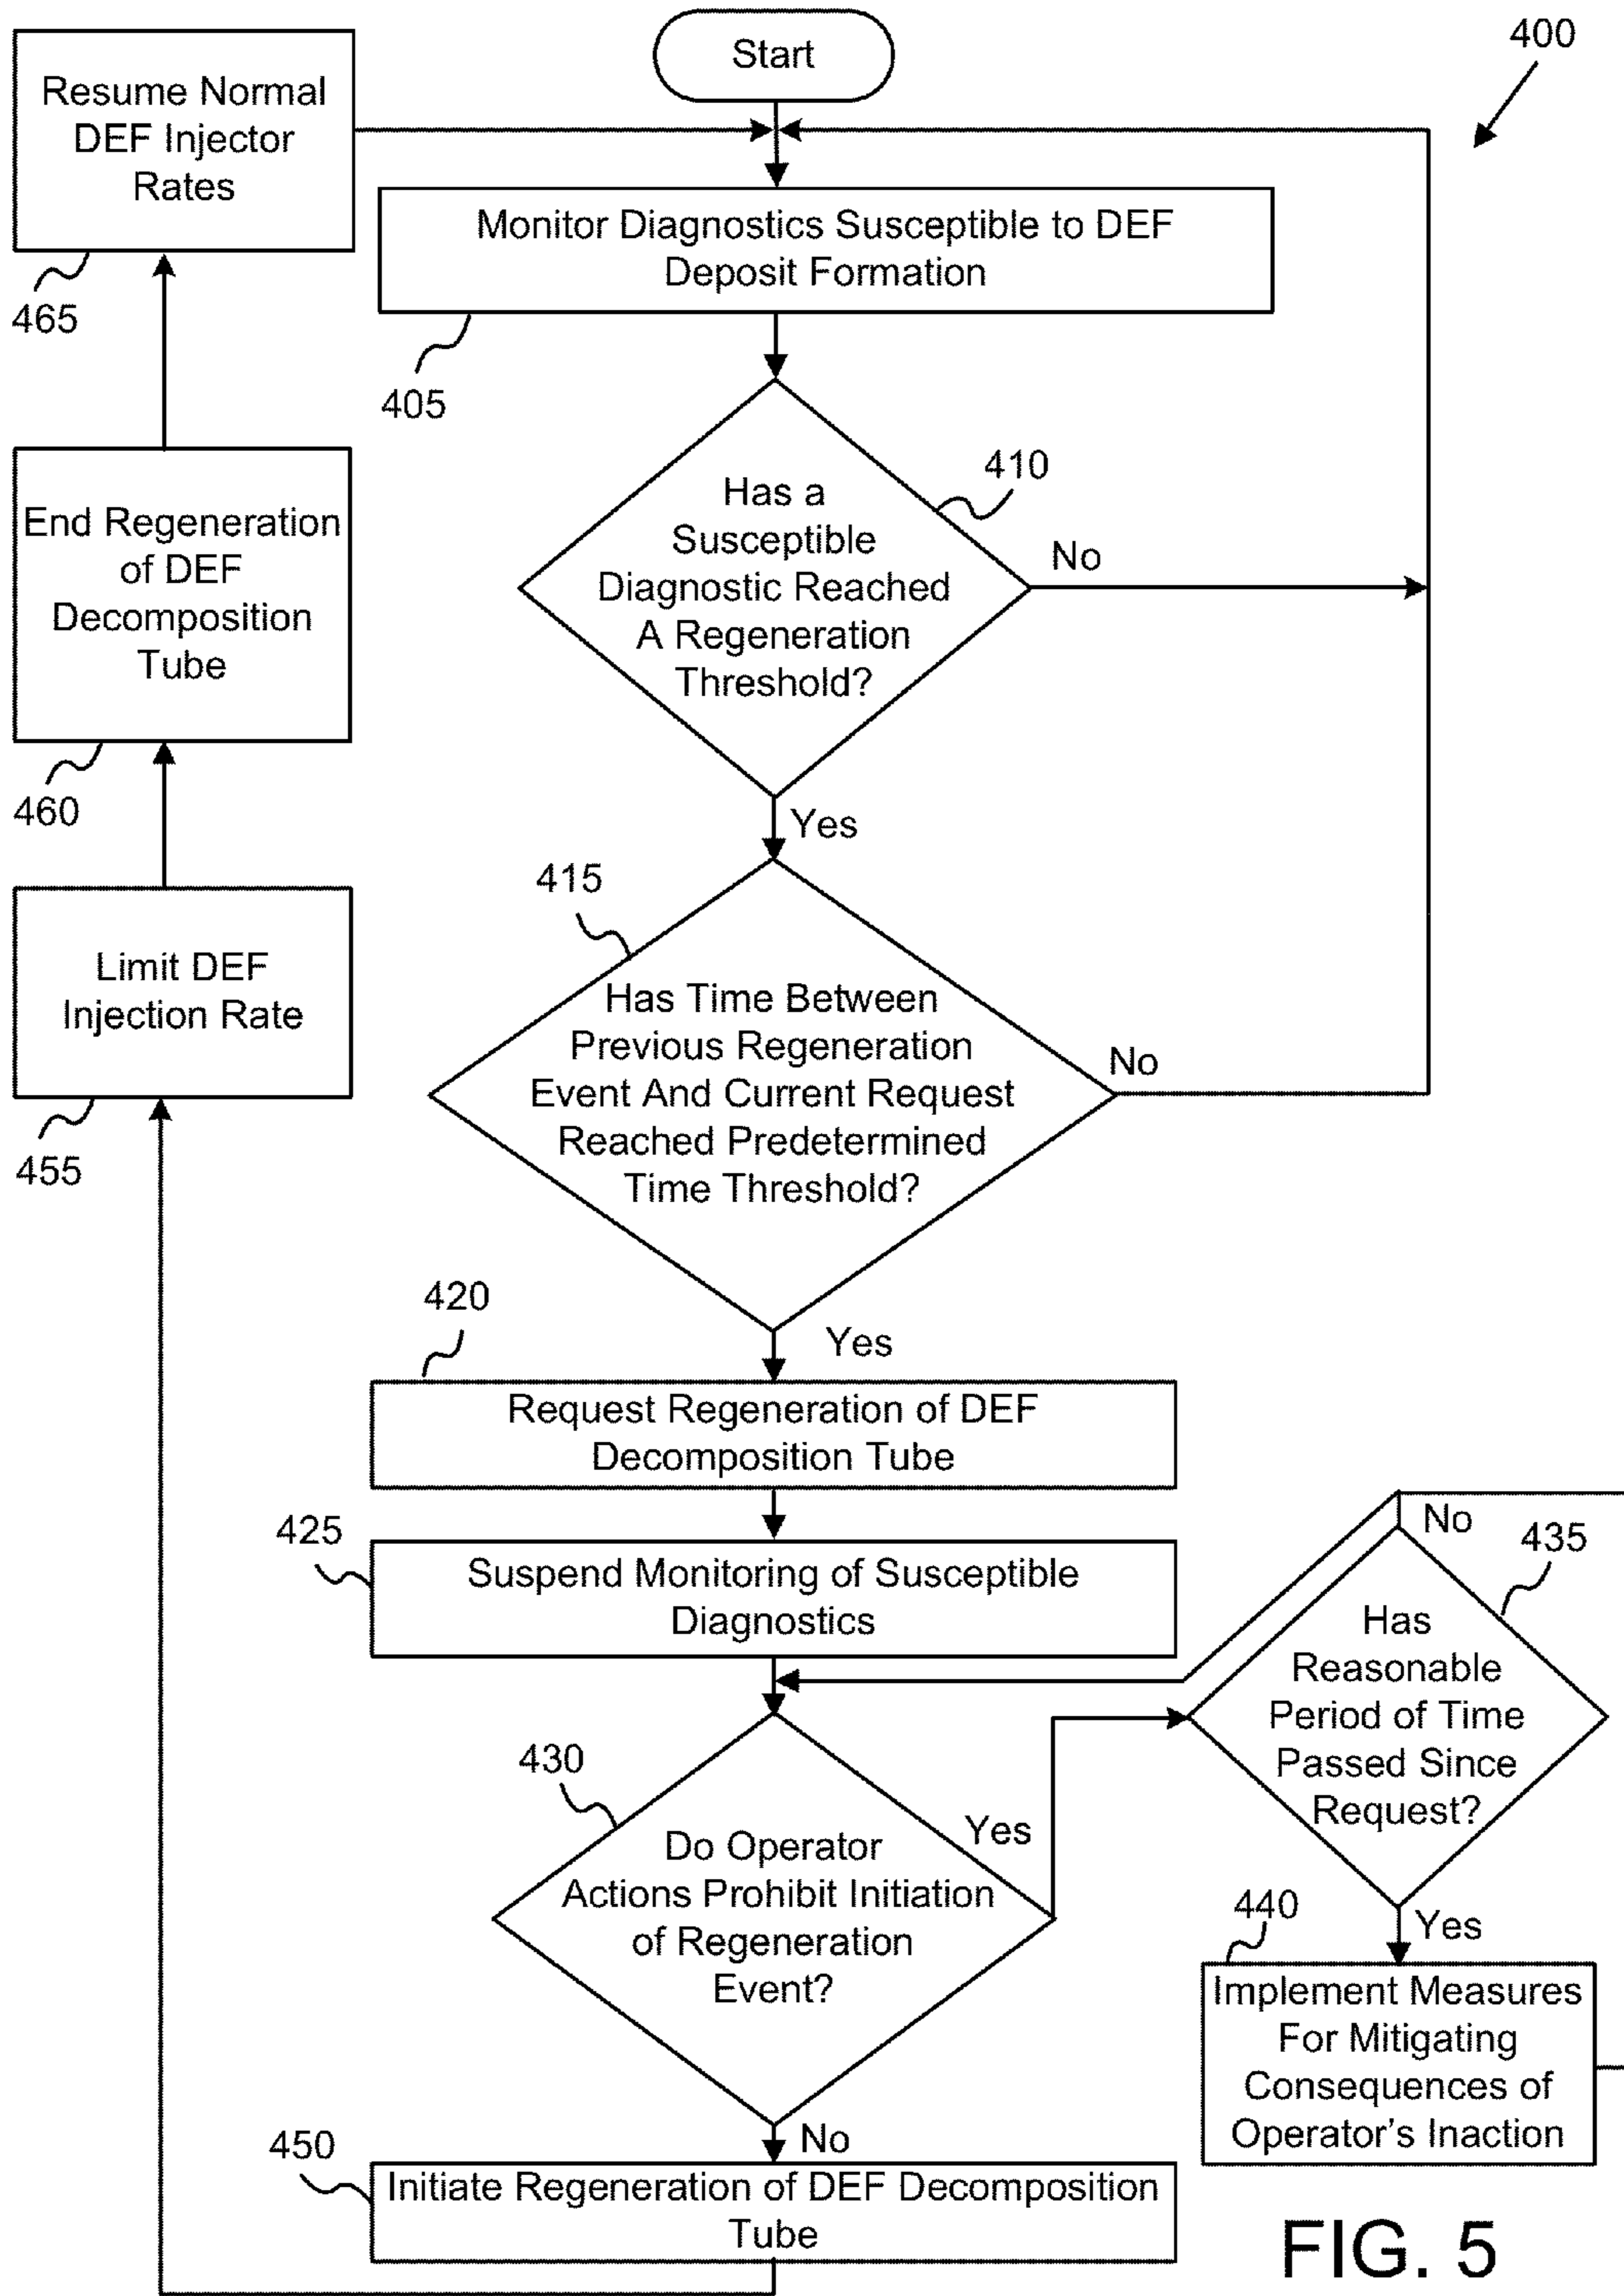 Start
400
Resume Normal
DEF Injector
Rates
465
Monitor Diagnostics Susceptible to DEF
Deposit Formation
405
Has a
Susceptible
Diagnostic Reached
A Regeneration
Threshold?
410
No
Yes
End Regeneration
of DEF
Decomposition
Tube
460
415
Has Time Between
Previous Regeneration
Event And Current Request
Reached Predetermined
Time Threshold?
No
Yes
Limit DEF
Injection Rate
455
420
Request Regeneration of DEF
Decomposition Tube
425
Suspend Monitoring of Susceptible
Diagnostics
430
Do Operator
Actions Prohibit Initiation
of Regeneration
Event?
Yes
No
No
435
Has
Reasonable
Period of Time
Passed Since
Request?
Yes
440
Implement Measures
For Mitigating
Consequences of
Operator's Inaction
450
Initiate Regeneration of DEF Decomposition
Tube
FIG. 5